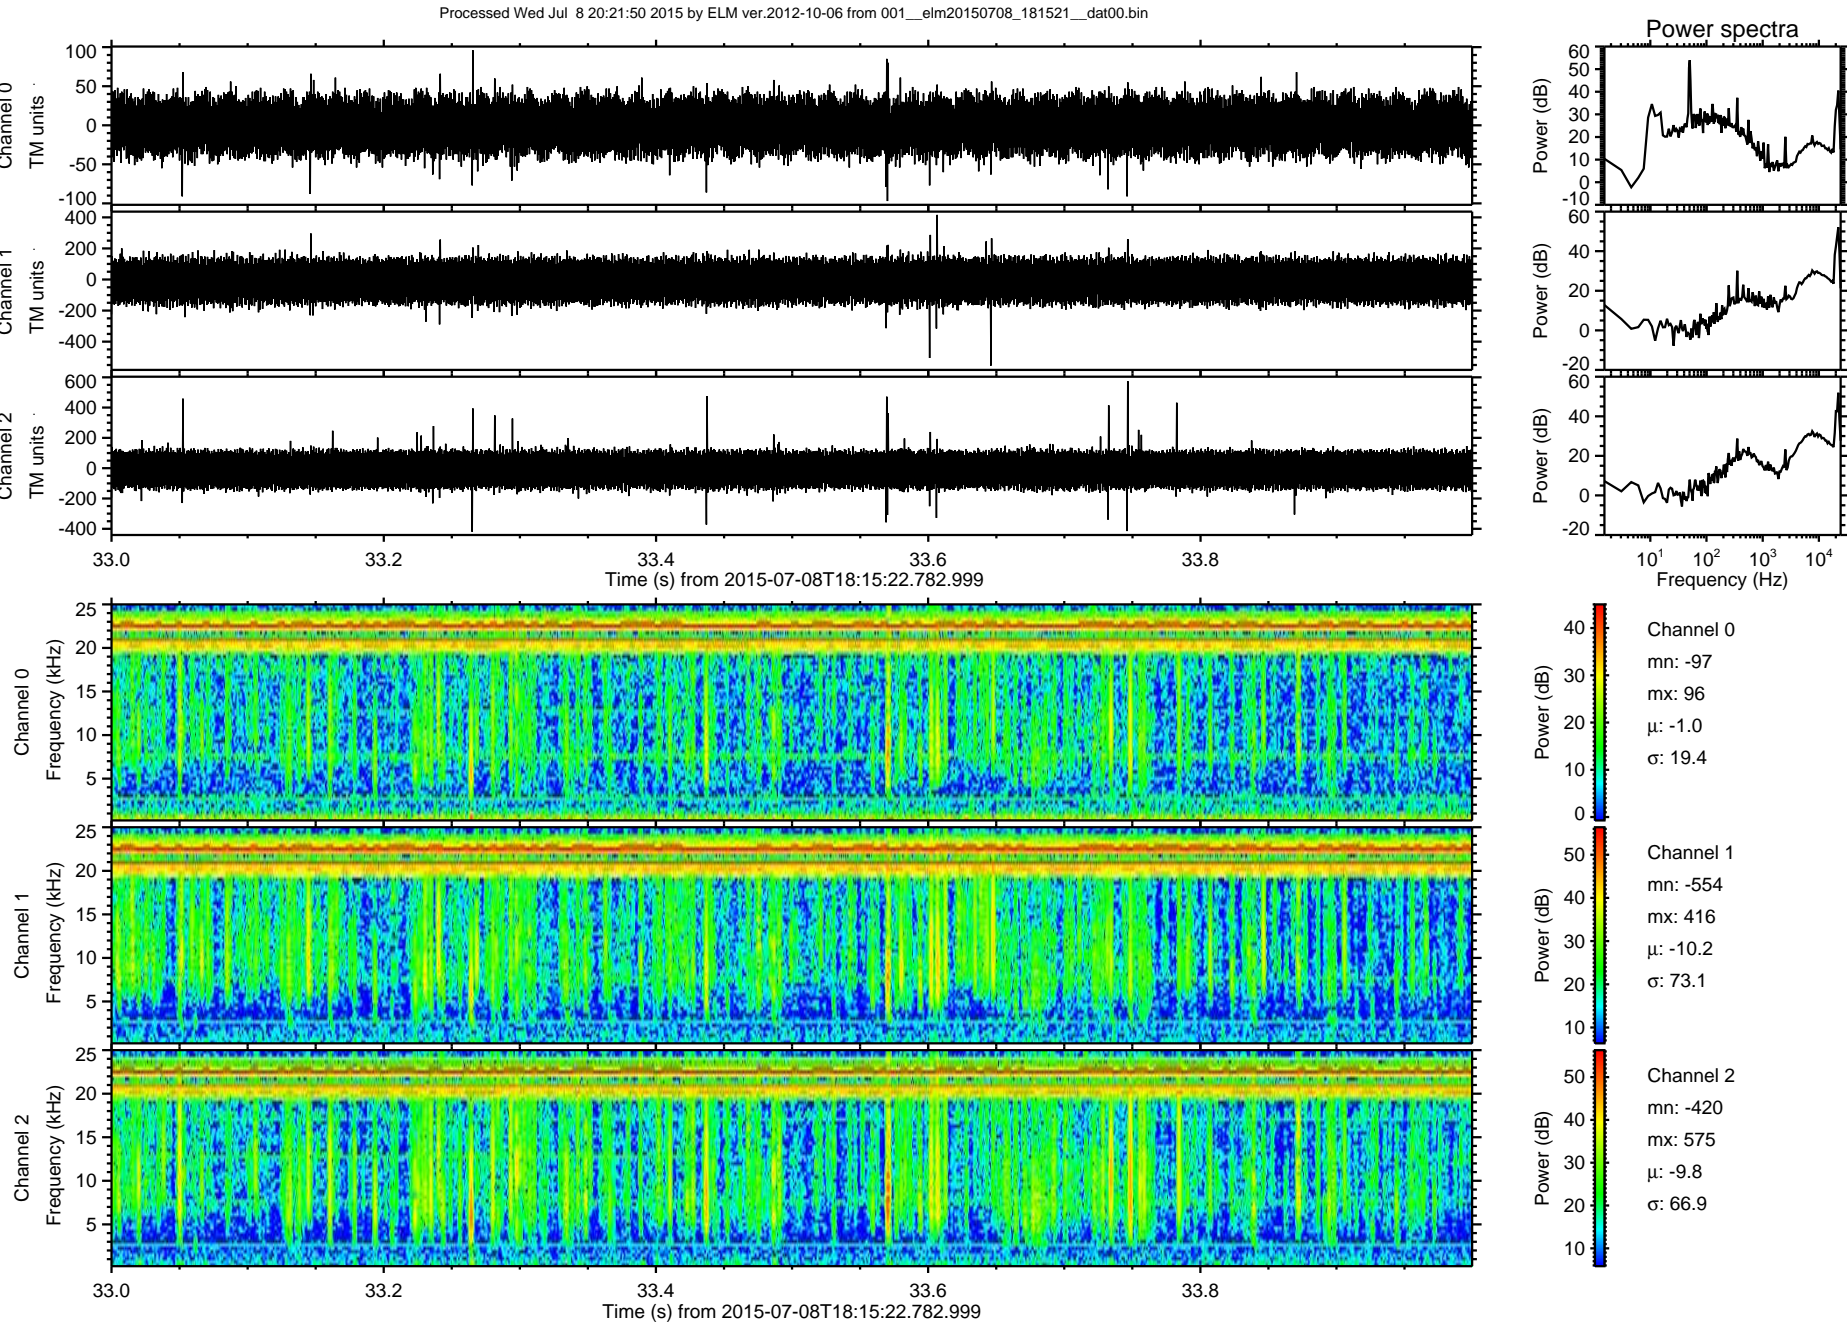 Processed Wed Jul  8 20:21:50 2015 by ELM ver.2012-10-06 from 001__elm20150708_181521__dat00.bin
Power spectra
Channel 0
TM units
100
50
0
-50
-100
Power (dB)
60
50
40
30
20
10
0
-10
Channel 1
TM units
400
200
0
-200
-400
Power (dB)
60
40
20
0
-20
Channel 2
TM units
600
400
200
0
-200
-400
Power (dB)
60
40
20
0
-20
33.0 33.2 33.4 33.6 33.8
Time (s) from 2015-07-08T18:15:22.782.999
10¹ 10² 10³ 10⁴
Frequency (Hz)
Channel 0
Frequency (kHz)
25
20
15
10
5
Power (dB)
40
30
20
10
0
Channel 0
mn: -97
mx: 96
μ: -1.0
σ: 19.4
Channel 1
Frequency (kHz)
25
20
15
10
5
Power (dB)
50
40
30
20
10
Channel 1
mn: -554
mx: 416
μ: -10.2
σ: 73.1
Channel 2
Frequency (kHz)
25
20
15
10
5
Power (dB)
50
40
30
20
10
Channel 2
mn: -420
mx: 575
μ: -9.8
σ: 66.9
33.0 33.2 33.4 33.6 33.8
Time (s) from 2015-07-08T18:15:22.782.999